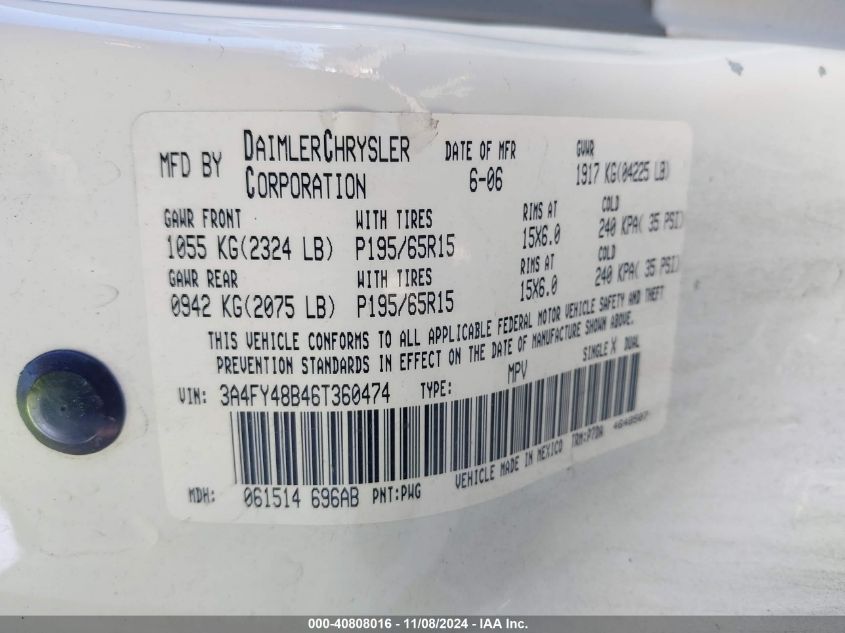 MFD BY DAIMLERCHRYSLER CORPORATION DATE OF MFR 6-06 GVWR 1917 KG(04225 LB)
GAWR FRONT WITH TIRES RIMS AT COLD
1055 KG(2324 LB) P195/65R15 15X6.0 240 KPA( 35 PSI)
GAWR REAR WITH TIRES RIMS AT COLD
0942 KG(2075 LB) P195/65R15 15X6.0 240 KPA( 35 PSI)
THIS VEHICLE CONFORMS TO ALL APPLICABLE FEDERAL MOTOR VEHICLE SAFETY AND THEFT
PREVENTION STANDARDS IN EFFECT ON THE DATE OF MANUFACTURE SHOWN ABOVE.
VIN: 3A4FY48B46T360474 TYPE: MPV SINGLE X DUAL
MDH: 061514 696AB PNT:PWG VEHICLE MADE IN MEXICO TRM:P7DA 4648507
000-40808016 - 11/08/2024 - IAA Inc.